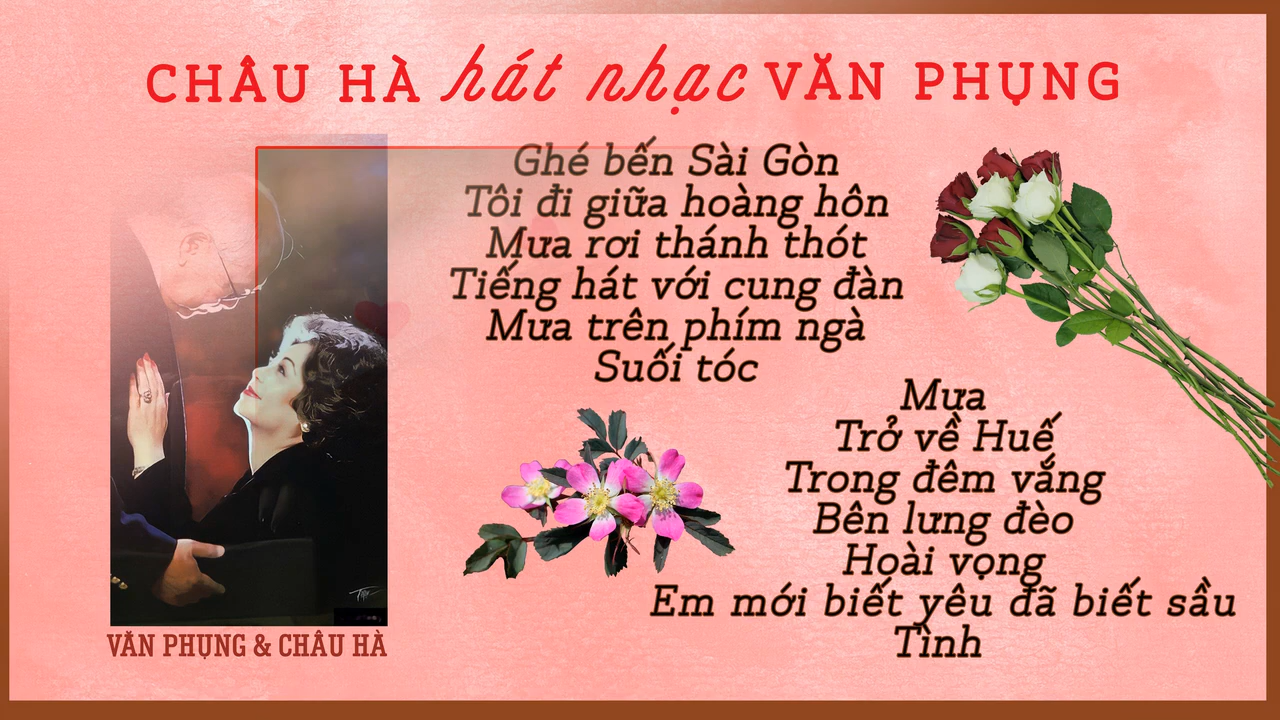 CHÂU HÀ hát nhạc VĂN PHỤNG
Ghé bến Sài Gòn
Tôi đi giữa hoàng hôn
Mưa rơi thánh thót
Tiếng hát với cung đàn
Mưa trên phím ngà
Suối tóc
Mưa
Trở về Huế
Trong đêm vắng
Bên lưng đèo
Hoài vọng
Em mới biết yêu đã biết sầu
Tình
VĂN PHỤNG & CHÂU HÀ